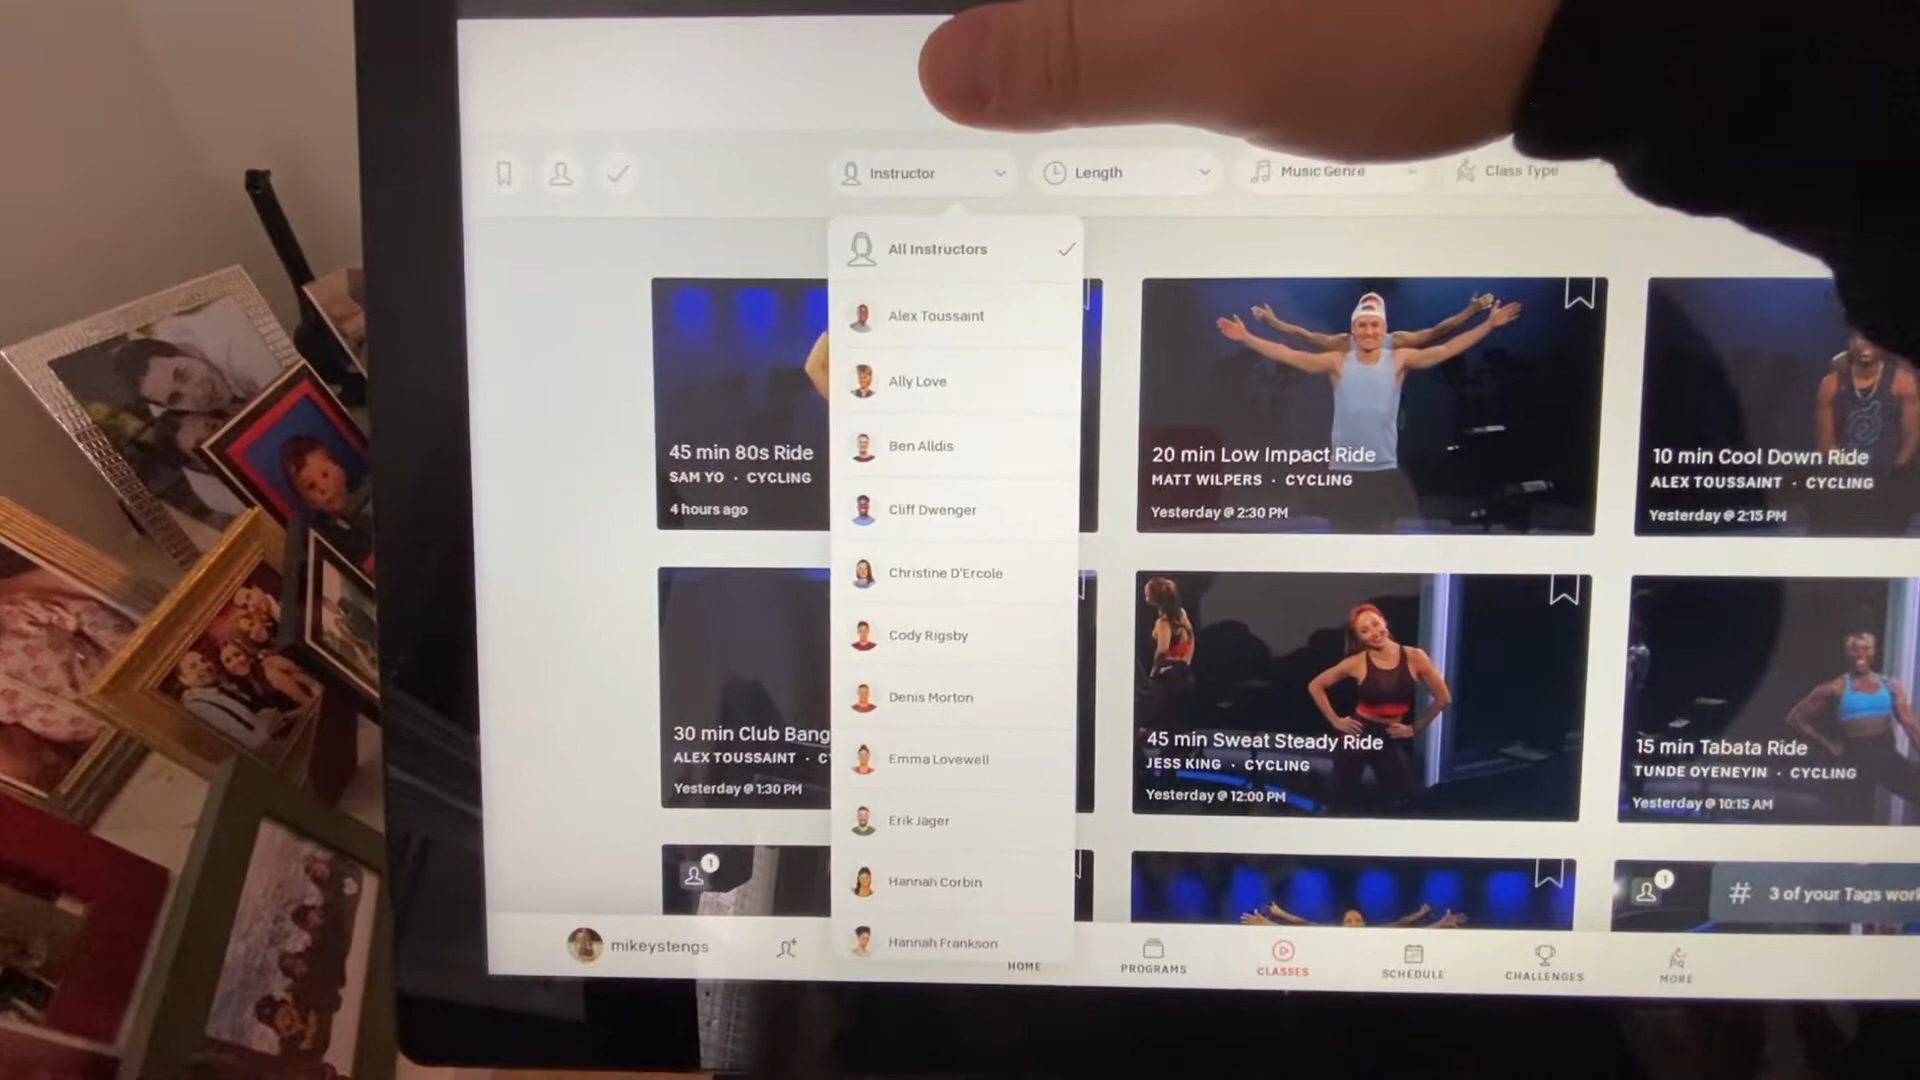 Instructor
Length
Music Genre
Class Type
All Instructors
Alex Toussaint
Ally Love
Ben Alldis
Cliff Dwenger
Christine D'Ercole
Cody Rigsby
Denis Morton
Emma Lovewell
Erik Jäger
Hannah Corbin
Hannah Frankson
45 min 80s Ride
SAM YO · CYCLING
4 hours ago
20 min Low Impact Ride
MATT WILPERS · CYCLING
Yesterday @ 2:30 PM
10 min Cool Down Ride
ALEX TOUSSAINT · CYCLING
Yesterday @ 2:15 PM
30 min Club Bang
ALEX TOUSSAINT · C
Yesterday @ 1:30 PM
45 min Sweat Steady Ride
JESS KING · CYCLING
Yesterday @ 12:00 PM
15 min Tabata Ride
TUNDE OYENEYIN · CYCLING
Yesterday @ 10:15 AM
1
1
# 3 of your Tags work
mikeystengs
HOME
PROGRAMS
CLASSES
SCHEDULE
CHALLENGES
MORE